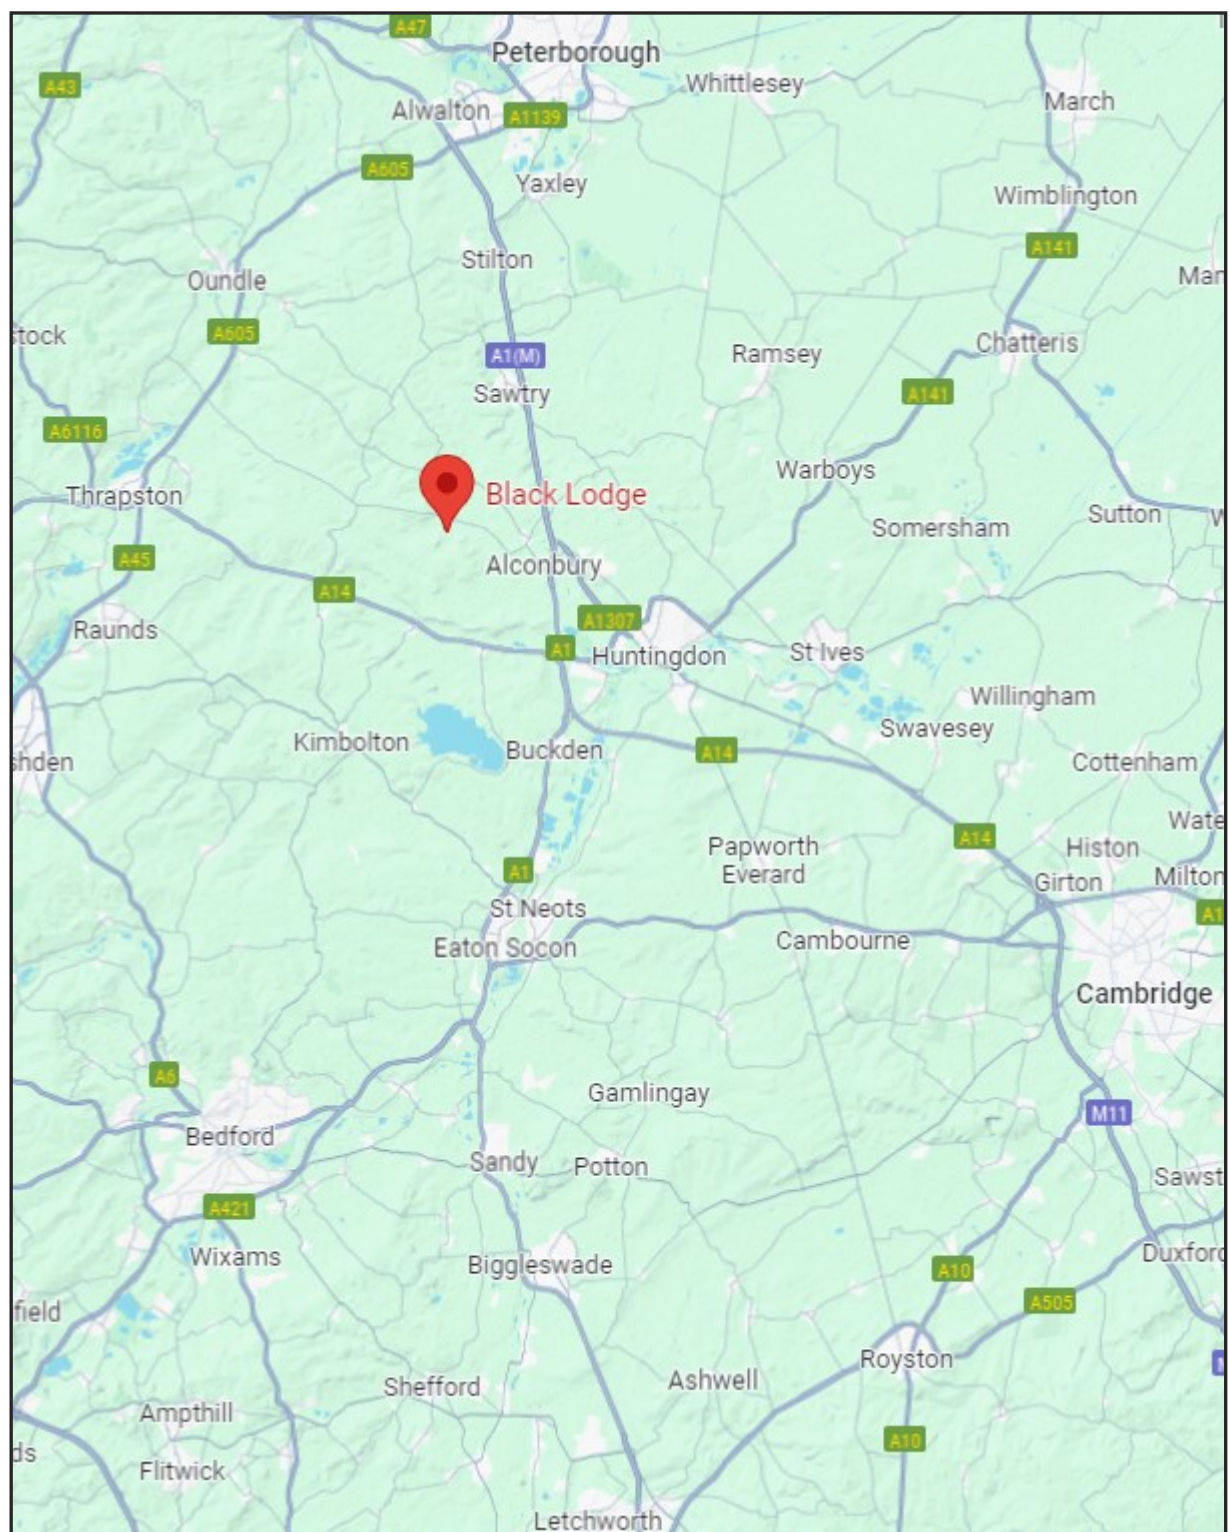 A47
Peterborough
A43
Whittlesey
March
Alwalton
A1139
A605
Yaxley
Wimblington
A141
Stilton
Oundle
Man
A605
stock
A1(M)
Ramsey
Chatteris
Sawtry
A141
A6116
Warboys
Thrapston
Black Lodge
Somersham
Sutton
W
A45
Alconbury
A14
A1307
Raunds
A1
Huntingdon
St Ives
Willingham
Swavesey
Kimbolton
Buckden
A14
shden
Cottenham
Wate
A14
Papworth
Everard
Histon
A1
Girton
Milton
St Neots
A1
Eaton Socon
Cambourne
Cambridge
A6
Gamlingay
M11
Bedford
Sandy
Potton
Sawst
A421
Wixams
Biggleswade
Duxford
A10
field
A505
Royston
Shefford
Ashwell
Ampthill
A10
ds
Flitwick
Letchworth